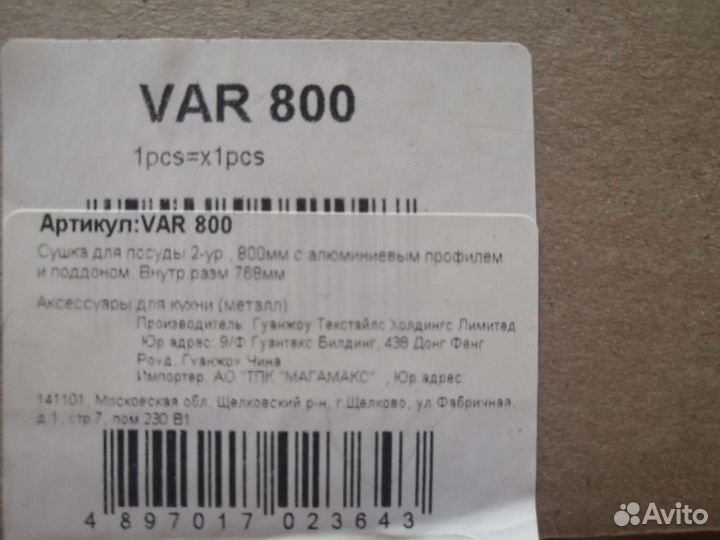 VAR 800
1pcs=x1pcs
Артикул:VAR 800
Сушка для посуды 2-ур., 800мм с алюминиевым профилем
и поддоном. Внутр.разм 768мм
Аксессуары для кухни (металл)
Производитель: Гуанжоу Текстайлс Холдингс Лимитед
Юр.адрес: 9/Ф Гуантекс Билдинг, 438 Донг Фенг
Роуд, Гуанжоу Чина
Импортер: АО "ТПК "МАГАМАКС" , Юр.адрес:
141101, Московская обл. Щелковский р-н, г.Щелково, ул.Фабричная,
д.1, стр.7, пом.230 В1
4 897017 023643
Avito